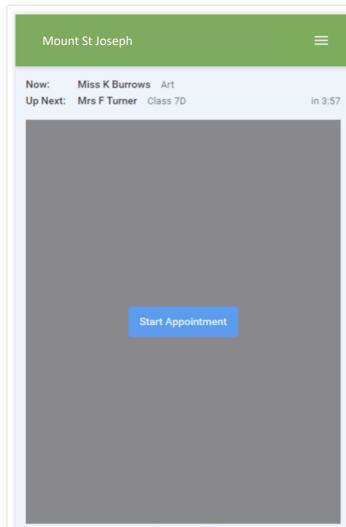 Mount St Joseph
Now: Miss K Burrows Art
Up Next: Mrs F Turner Class 7D in 3:57
Start Appointment